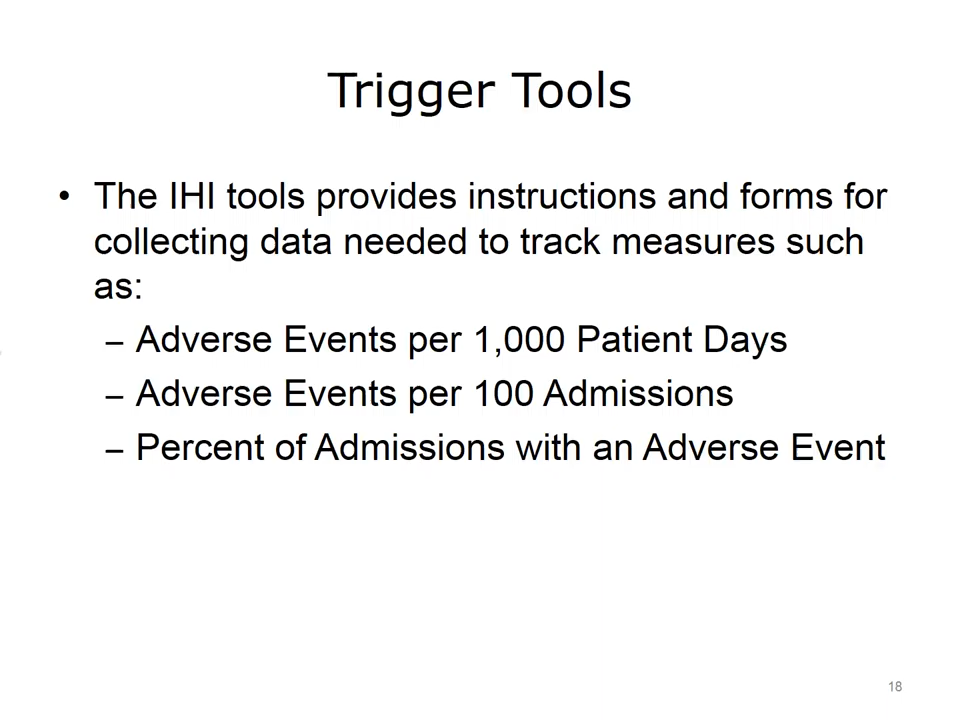 Trigger Tools
• The IHI tools provides instructions and forms for
collecting data needed to track measures such
as:
– Adverse Events per 1,000 Patient Days
– Adverse Events per 100 Admissions
– Percent of Admissions with an Adverse Event
18